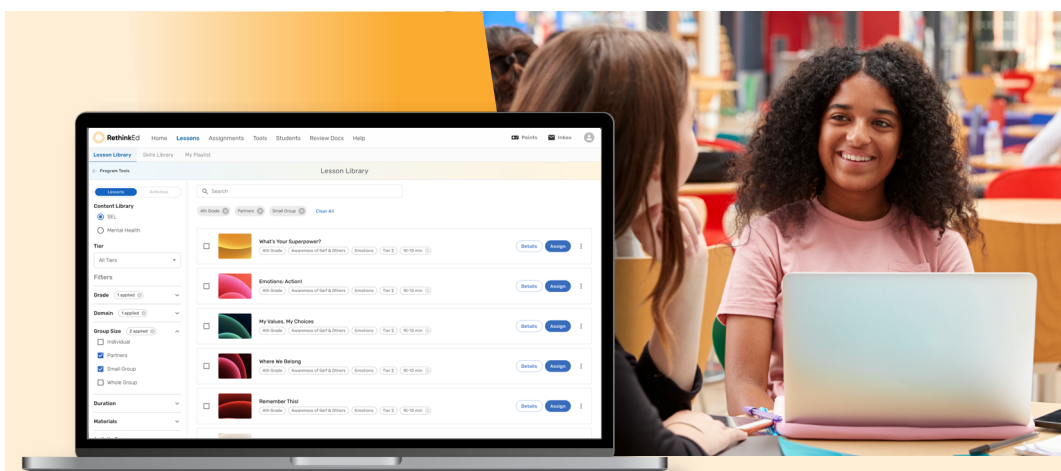 RethinkEd Home Lessons Assignments Tools Students Review Docs Help Points Inbox
Lesson Library Skills Library My Playlist
Program Tools
Lesson Library
Lessons Activities
Search
Content Library
SEL
Mental Health
4th Grade Partners Small Group Clear All
Tier
All Tiers
Filters
Grade 1 applied
Domain 1 applied
Group Size 2 applied
Individual
Partners
Small Group
Whole Group
Duration
Materials
What's Your Superpower?
4th Grade Awareness of Self & Others Emotions Tier 2 10-15 min
Details Assign
Emotions: Action!
4th Grade Awareness of Self & Others Emotions Tier 2 10-15 min
Details Assign
My Values, My Choices
4th Grade Awareness of Self & Others Emotions Tier 2 10-15 min
Details Assign
Where We Belong
4th Grade Awareness of Self & Others Emotions Tier 2 10-15 min
Details Assign
Remember This!
4th Grade Awareness of Self & Others Emotions Tier 2 10-15 min
Details Assign